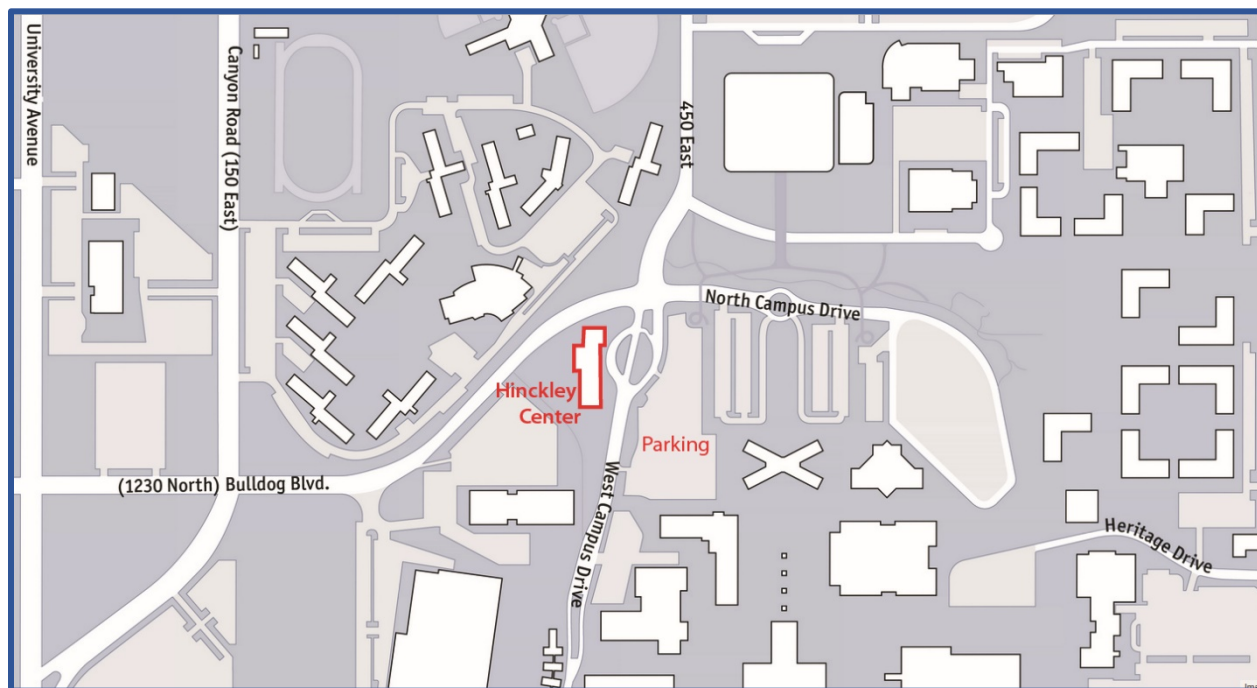 University Avenue
Canyon Road (150 East)
450 East
North Campus Drive
Hinckley
Center
Parking
(1230 North) Bulldog Blvd.
West Campus Drive
Heritage Drive